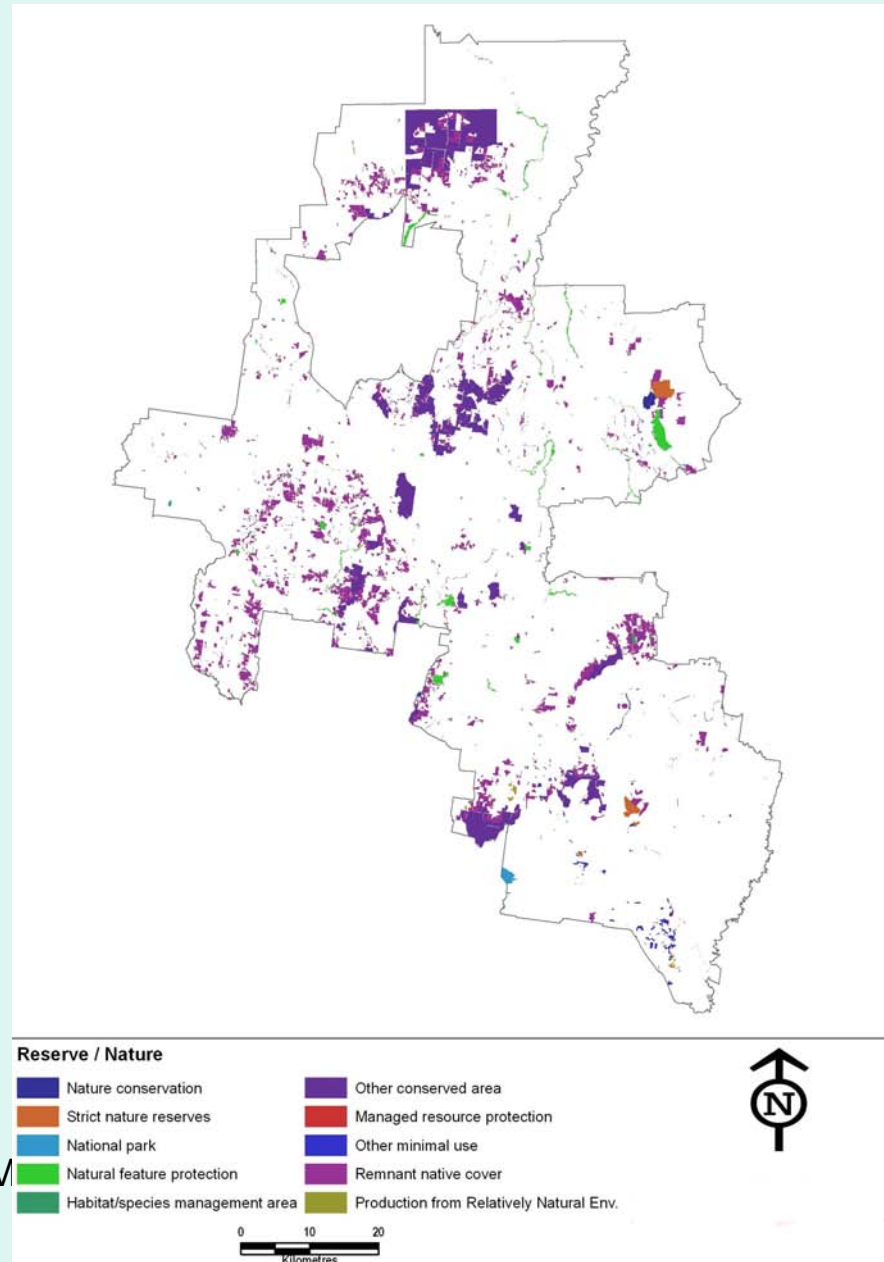 Reserve / Nature
Nature conservation
Strict nature reserves
National park
Natural feature protection
Habitat/species management area
Other conserved area
Managed resource protection
Other minimal use
Remnant native cover
Production from Relatively Natural Env.
N
M
0 10 20
Kilometres